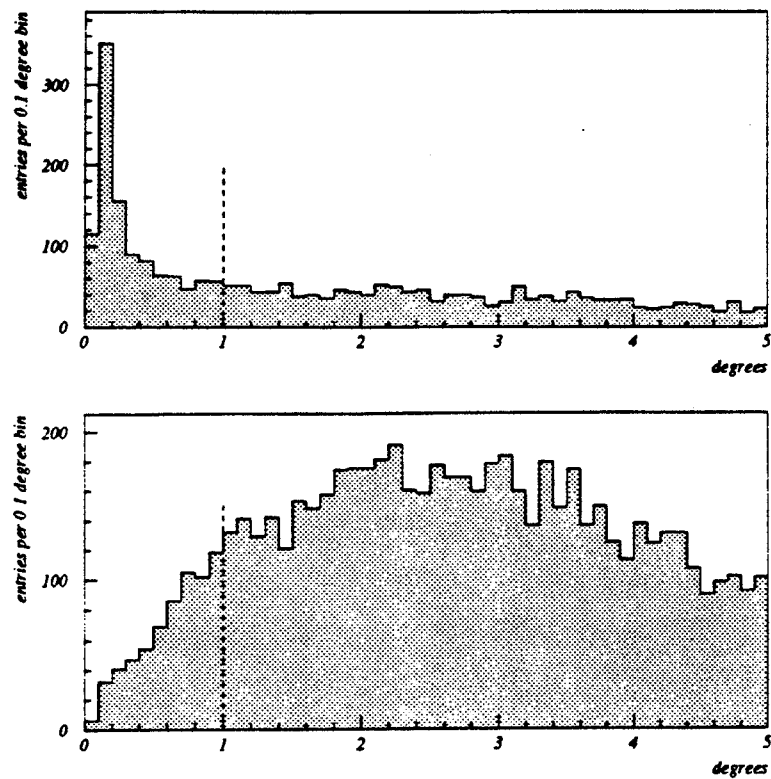 entries per 0.1 degree bin
300
200
100
0
0 1 2 3 4 5
degrees
entries per 0 1 degree bin
200
100
0
0 1 2 3 4 5
degrees